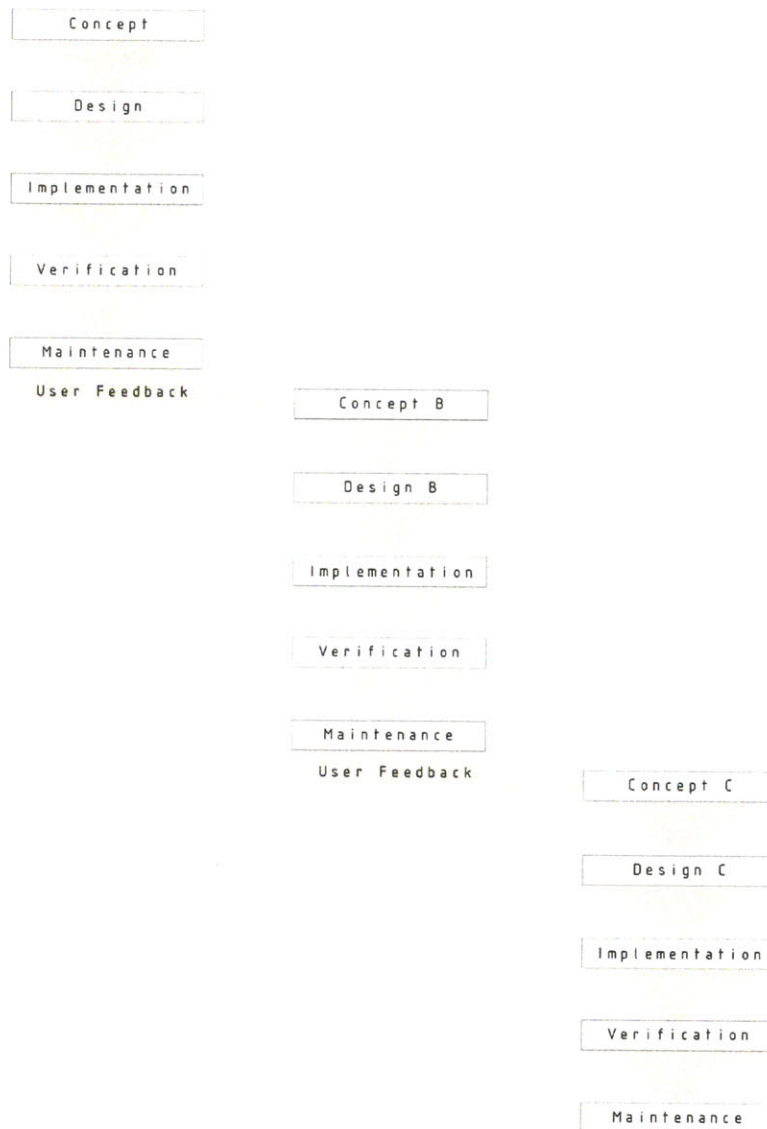 Concept
Design
Implementation
Verification
Maintenance
User Feedback
Concept B
Design B
Implementation
Verification
Maintenance
User Feedback
Concept C
Design C
Implementation
Verification
Maintenance